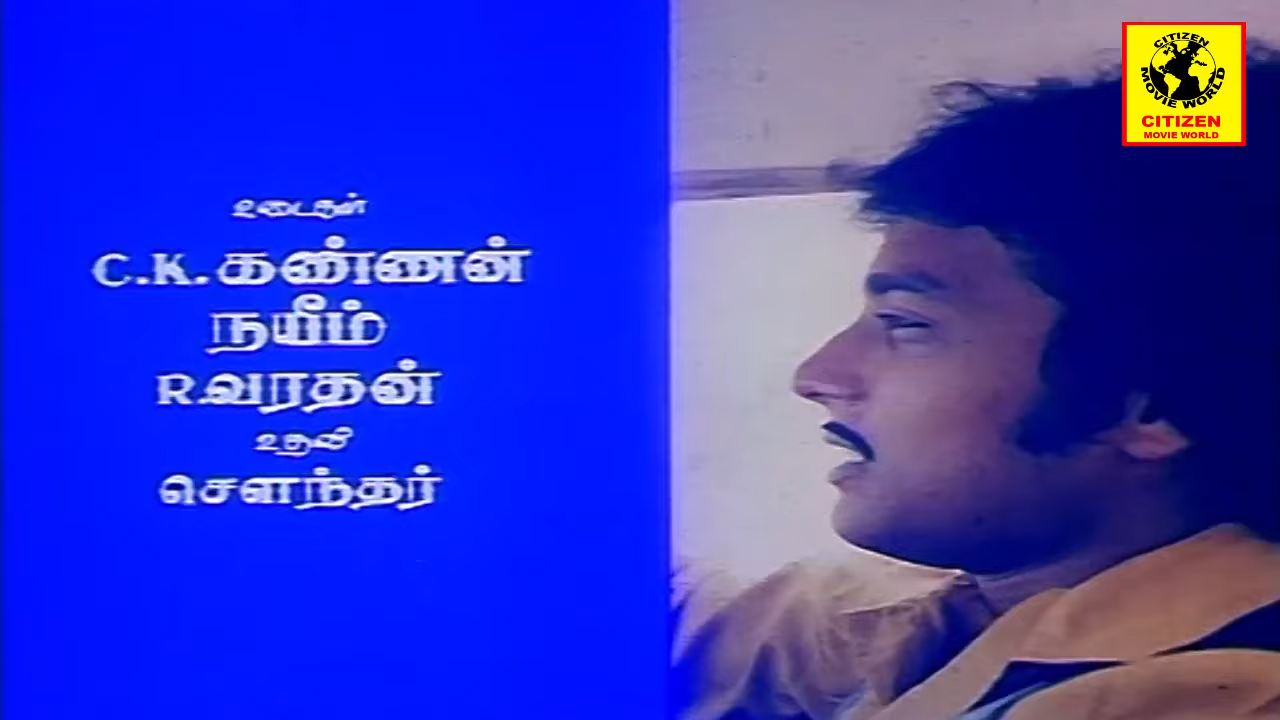 உடைகள்
C.K.கண்ணன்
நயீம்
R.வரதன்
உதவி
சௌந்தர்
CITIZEN
MOVIE WORLD
CITIZEN
MOVIE WORLD